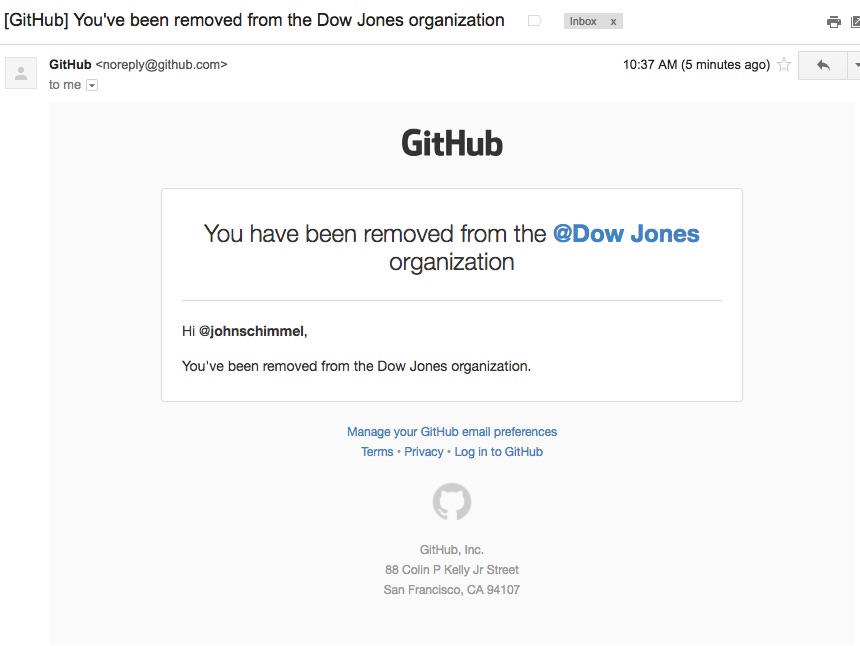 [GitHub] You've been removed from the Dow Jones organization
Inbox x
GitHub <noreply@github.com>
10:37 AM (5 minutes ago)
to me
GitHub
You have been removed from the @Dow Jones
organization
Hi @johnschimmel,
You've been removed from the Dow Jones organization.
Manage your GitHub email preferences
Terms • Privacy • Log in to GitHub
GitHub, Inc.
88 Colin P Kelly Jr Street
San Francisco, CA 94107